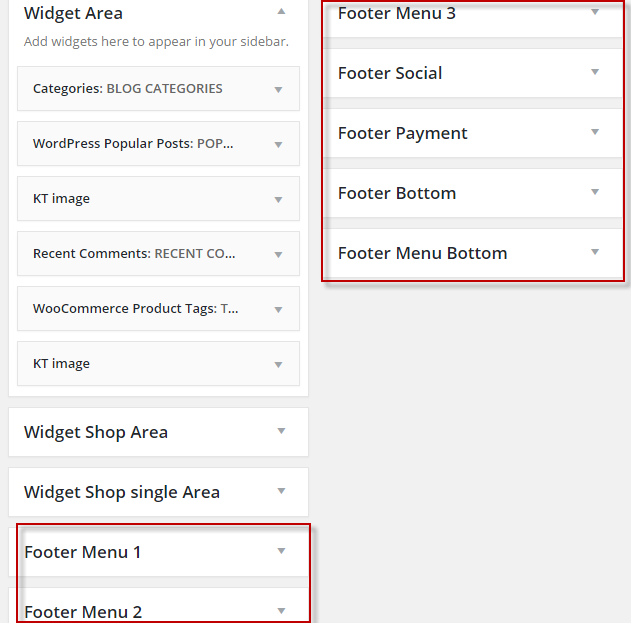 Widget Area
Add widgets here to appear in your sidebar.
Categories: BLOG CATEGORIES
WordPress Popular Posts: POP...
KT image
Recent Comments: RECENT CO...
WooCommerce Product Tags: T...
KT image
Widget Shop Area
Widget Shop single Area
Footer Menu 1
Footer Menu 2
Footer Menu 3
Footer Social
Footer Payment
Footer Bottom
Footer Menu Bottom